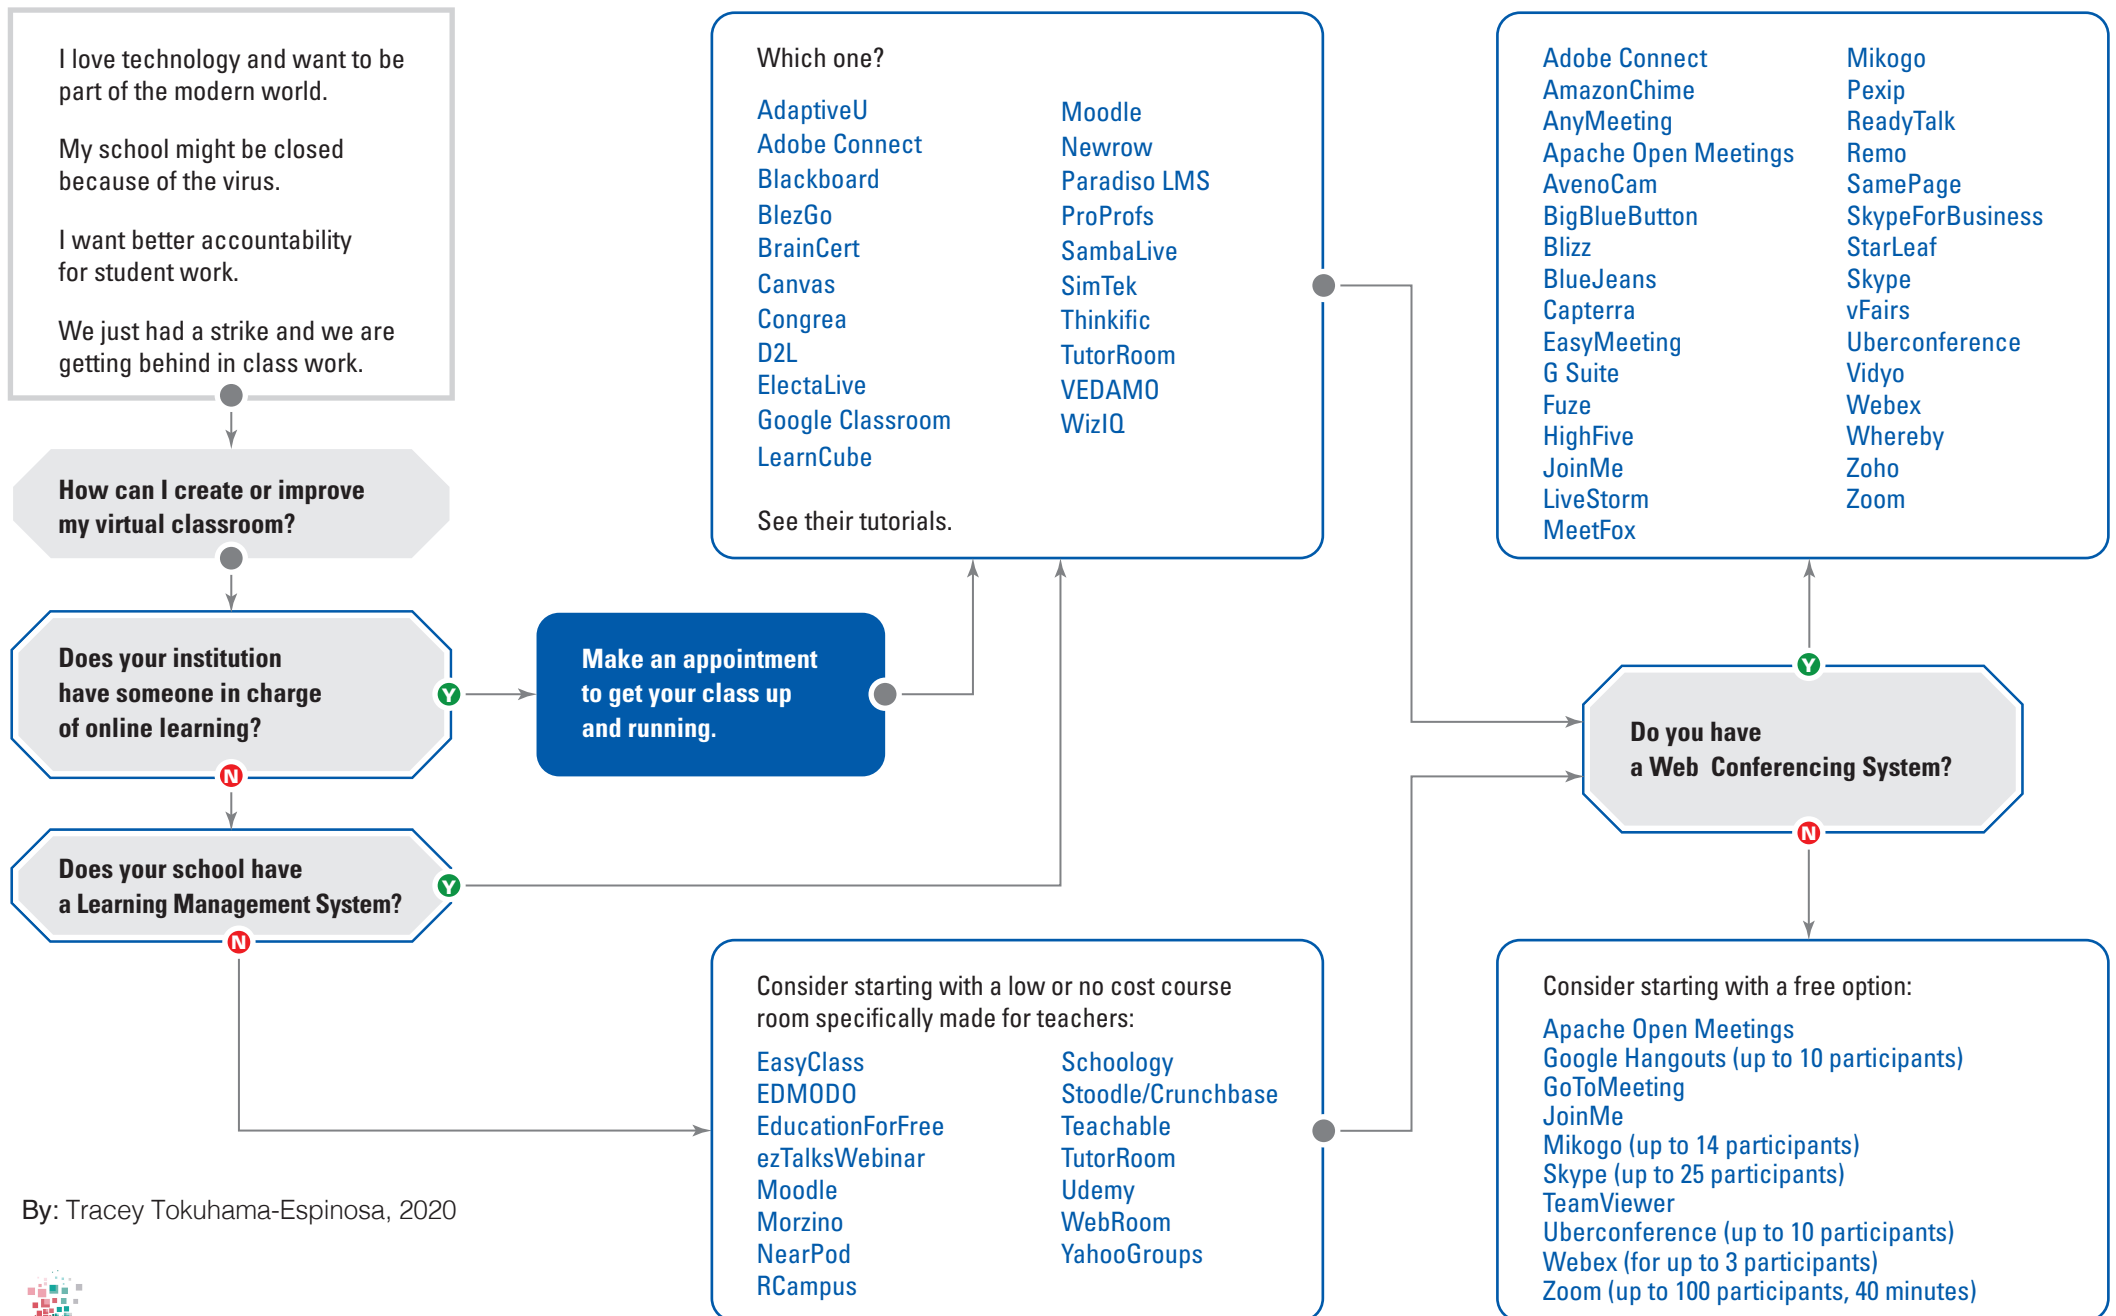 I love technology and want to be
part of the modern world.
My school might be closed
because of the virus.
I want better accountability
for student work.
We just had a strike and we are
getting behind in class work.
How can I create or improve
my virtual classroom?
Does your institution
have someone in charge
of online learning?
Y
N
Make an appointment
to get your class up
and running.
Does your school have
a Learning Management System?
Y
N
Which one?
AdaptiveU
Adobe Connect
Blackboard
BlezGo
BrainCert
Canvas
Congrea
D2L
ElectaLive
Google Classroom
LearnCube
Moodle
Newrow
Paradiso LMS
ProProfs
SambaLive
SimTek
Thinkific
TutorRoom
VEDAMO
WizIQ
See their tutorials.
Consider starting with a low or no cost course
room specifically made for teachers:
EasyClass
EDMODO
EducationForFree
ezTalksWebinar
Moodle
Morzino
NearPod
RCampus
Schoology
Stoodle/Crunchbase
Teachable
TutorRoom
Udemy
WebRoom
YahooGroups
Adobe Connect
AmazonChime
AnyMeeting
Apache Open Meetings
AvenoCam
BigBlueButton
Blizz
BlueJeans
Capterra
EasyMeeting
G Suite
Fuze
HighFive
JoinMe
LiveStorm
MeetFox
Mikogo
Pexip
ReadyTalk
Remo
SamePage
SkypeForBusiness
StarLeaf
Skype
vFairs
Uberconference
Vidyo
Webex
Whereby
Zoho
Zoom
Y
Do you have
a Web Conferencing System?
N
Consider starting with a free option:
Apache Open Meetings
Google Hangouts (up to 10 participants)
GoToMeeting
JoinMe
Mikogo (up to 14 participants)
Skype (up to 25 participants)
TeamViewer
Uberconference (up to 10 participants)
Webex (for up to 3 participants)
Zoom (up to 100 participants, 40 minutes)
By: Tracey Tokuhama-Espinosa, 2020